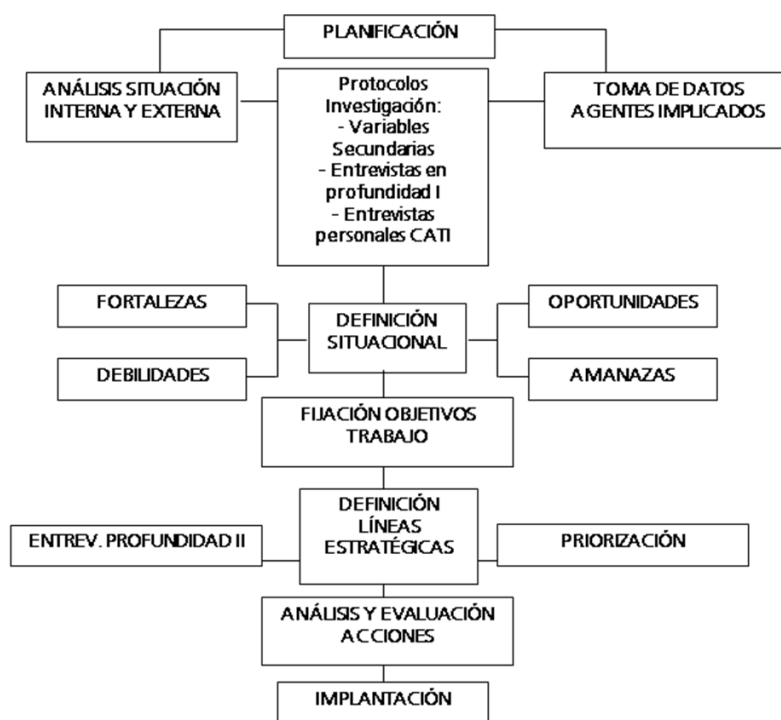 PLANIFICACIÓN
ANÁLISIS SITUACIÓN
INTERNA Y EXTERNA
Protocolos
Investigación:
- Variables
Secundarias
- Entrevistas en
profundidad I
- Entrevistas
personales CATI
TOMA DE DATOS
AGENTES IMPLICADOS
FORTALEZAS
DEBILIDADES
DEFINICIÓN
SITUACIONAL
OPORTUNIDADES
AMANAZAS
FIJACIÓN OBJETIVOS
TRABAJO
ENTREV. PROFUNDIDAD II
DEFINICIÓN
LÍNEAS
ESTRATÉGICAS
PRIORIZACIÓN
ANÁLISIS Y EVALUACIÓN
ACCIONES
IMPLANTACIÓN